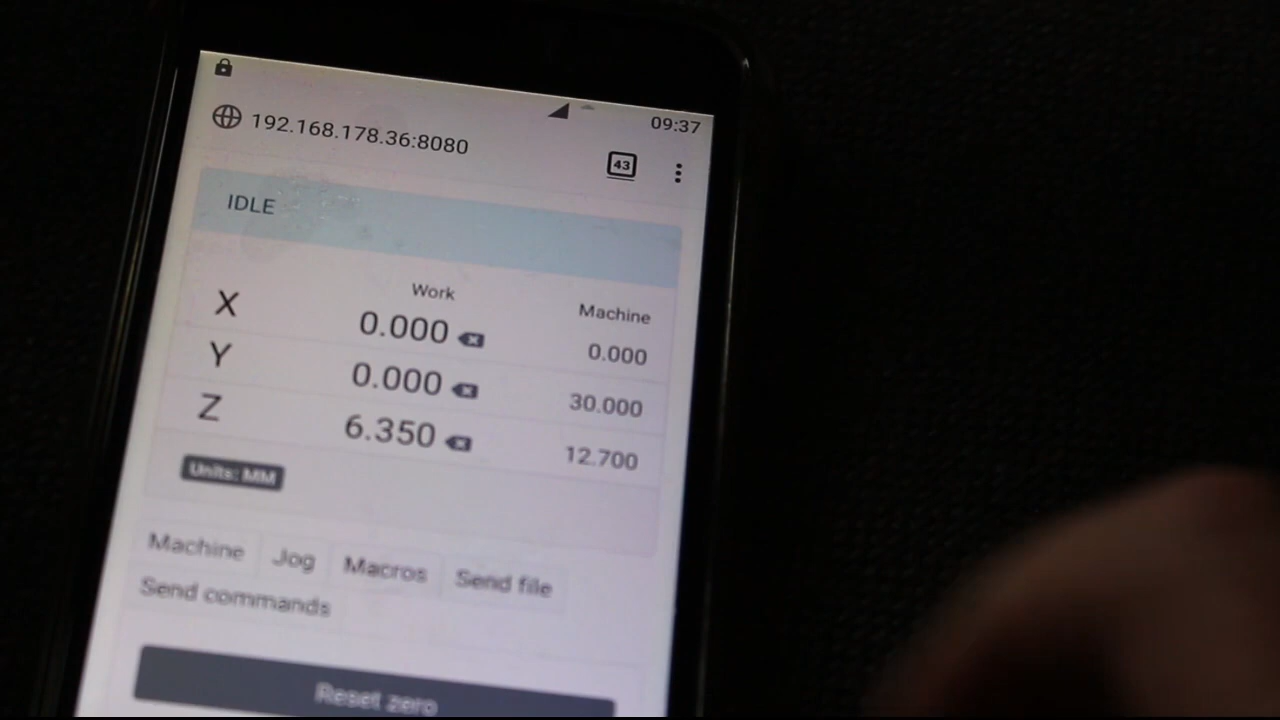 09:37
192.168.178.36:8080
43
IDLE
Work Machine
X 0.000 0.000
Y 0.000 30.000
Z 6.350 12.700
Units: MM
Machine Jog Macros Send file
Send commands
Reset zero